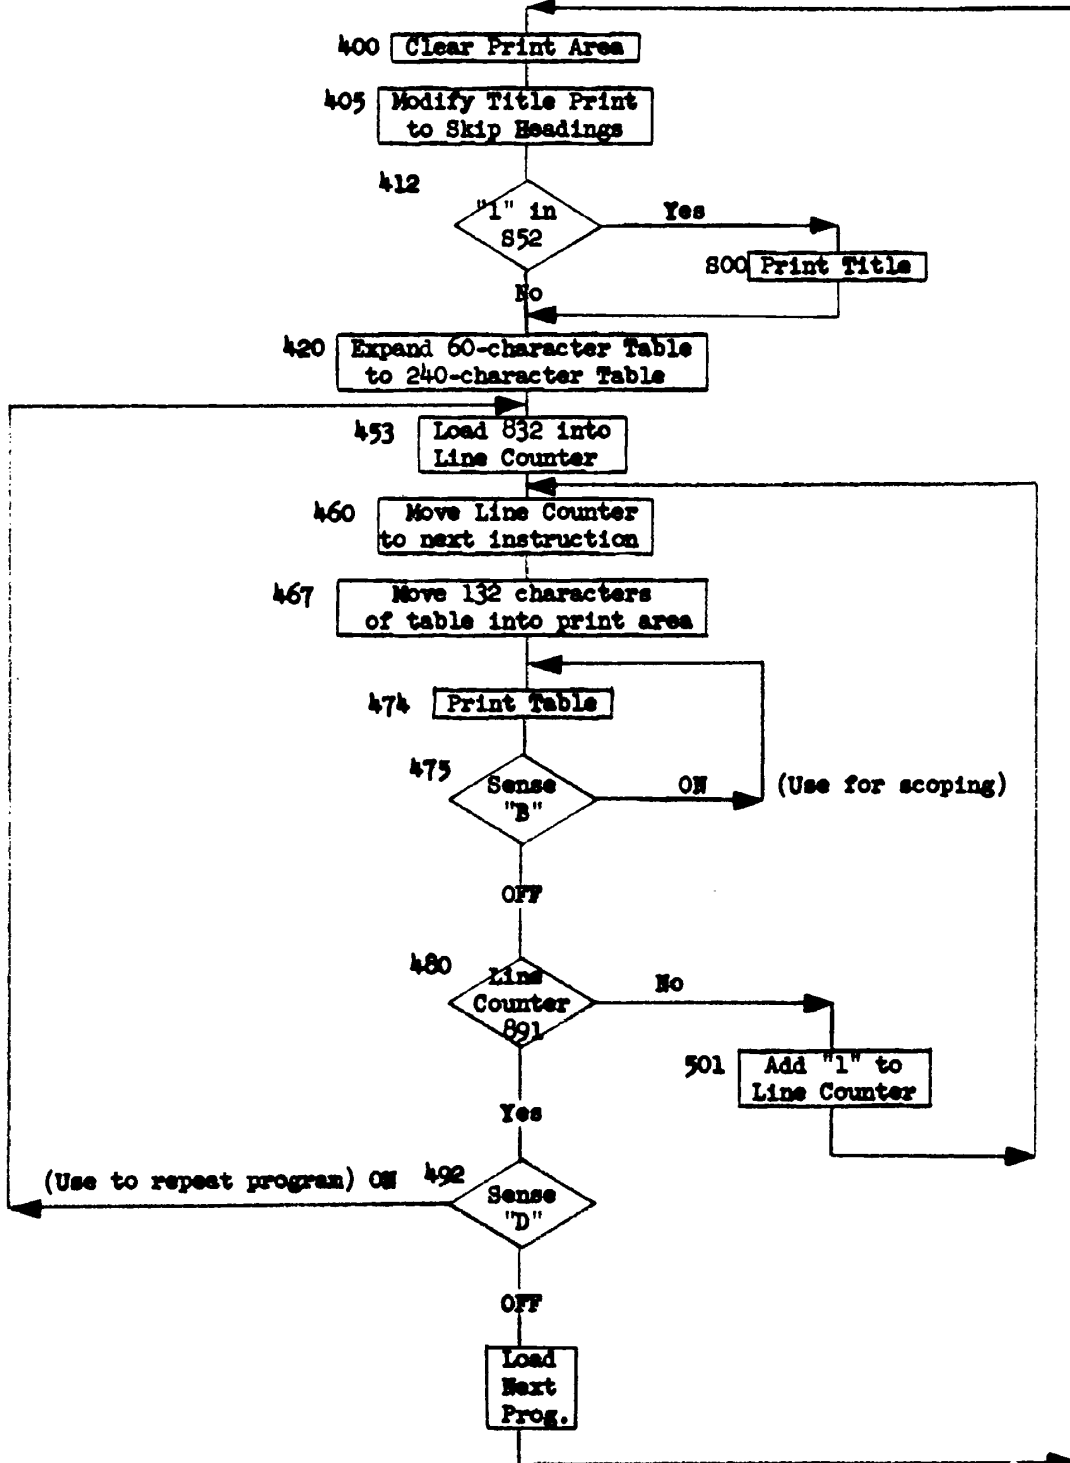 400 Clear Print Area
405 Modify Title Print
to Skip Headings
412
"1" in
852
Yes
800 Print Title
No
420 Expand 60-character Table
to 240-character Table
453 Load 832 into
Line Counter
460 Move Line Counter
to next instruction
467 Move 132 characters
of table into print area
474 Print Table
475
Sense
"B"
ON (Use for scoping)
OFF
480
Line
Counter
891
No
501 Add "1" to
Line Counter
Yes
(Use to repeat program) ON 492
Sense
"D"
OFF
Load
Next
Prog.